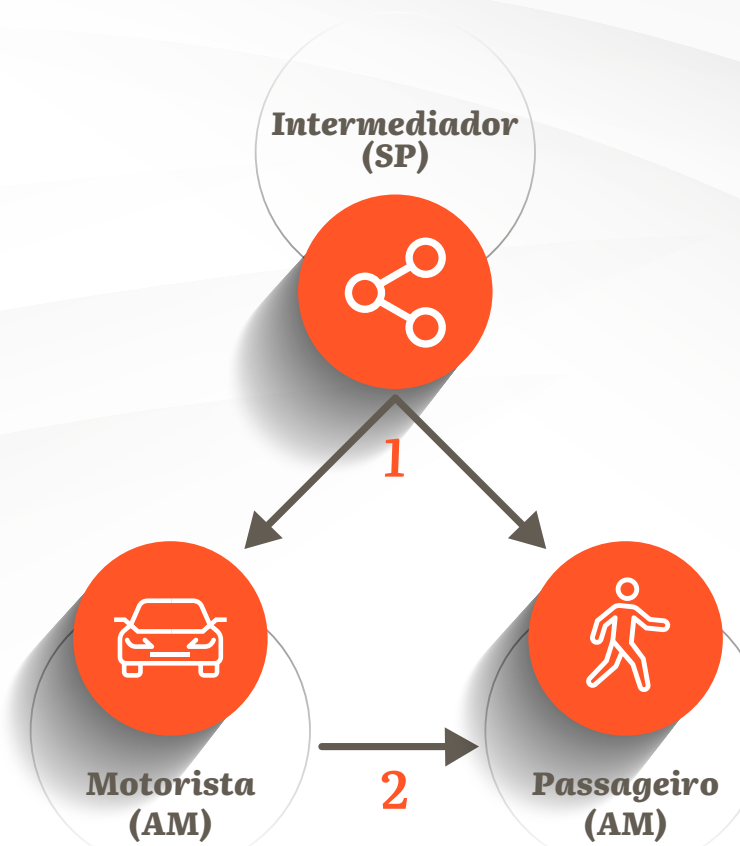 Intermediador
(SP)
1
2
Motorista
(AM)
Passageiro
(AM)